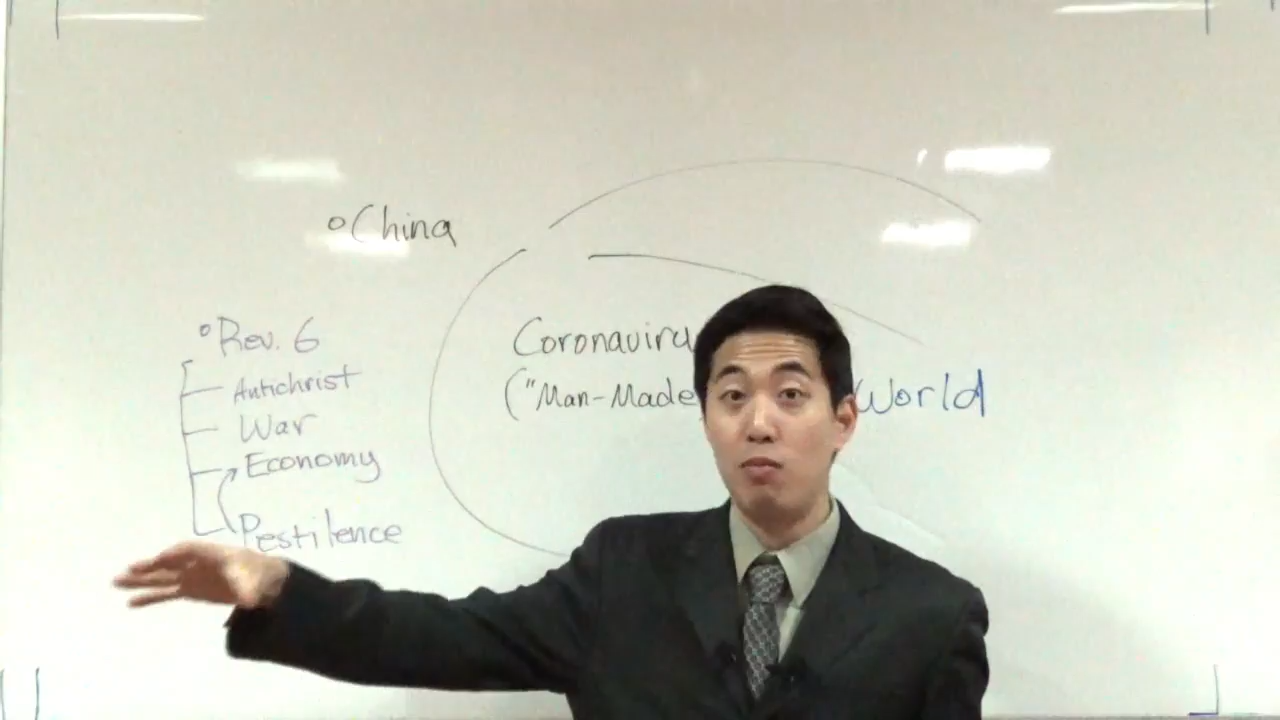 China
Rev. 6
Antichrist
War
Economy
Pestilence
Coronaviru
("Man-Made
World